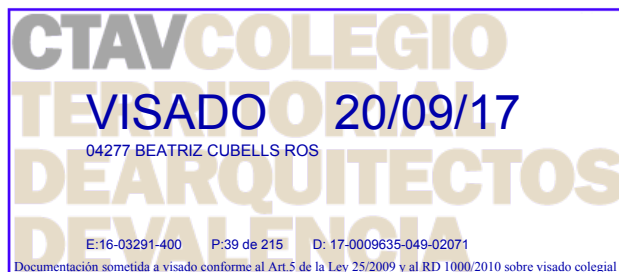 CTAVCOLEGIO
TERRITORIAL
DEARQUITECTOS
DEVALENCIA
VISADO 20/09/17
04277 BEATRIZ CUBELLS ROS
E:16-03291-400 P:39 de 215 D: 17-0009635-049-02071
Documentación sometida a visado conforme al Art.5 de la Ley 25/2009 y al RD 1000/2010 sobre visado colegial